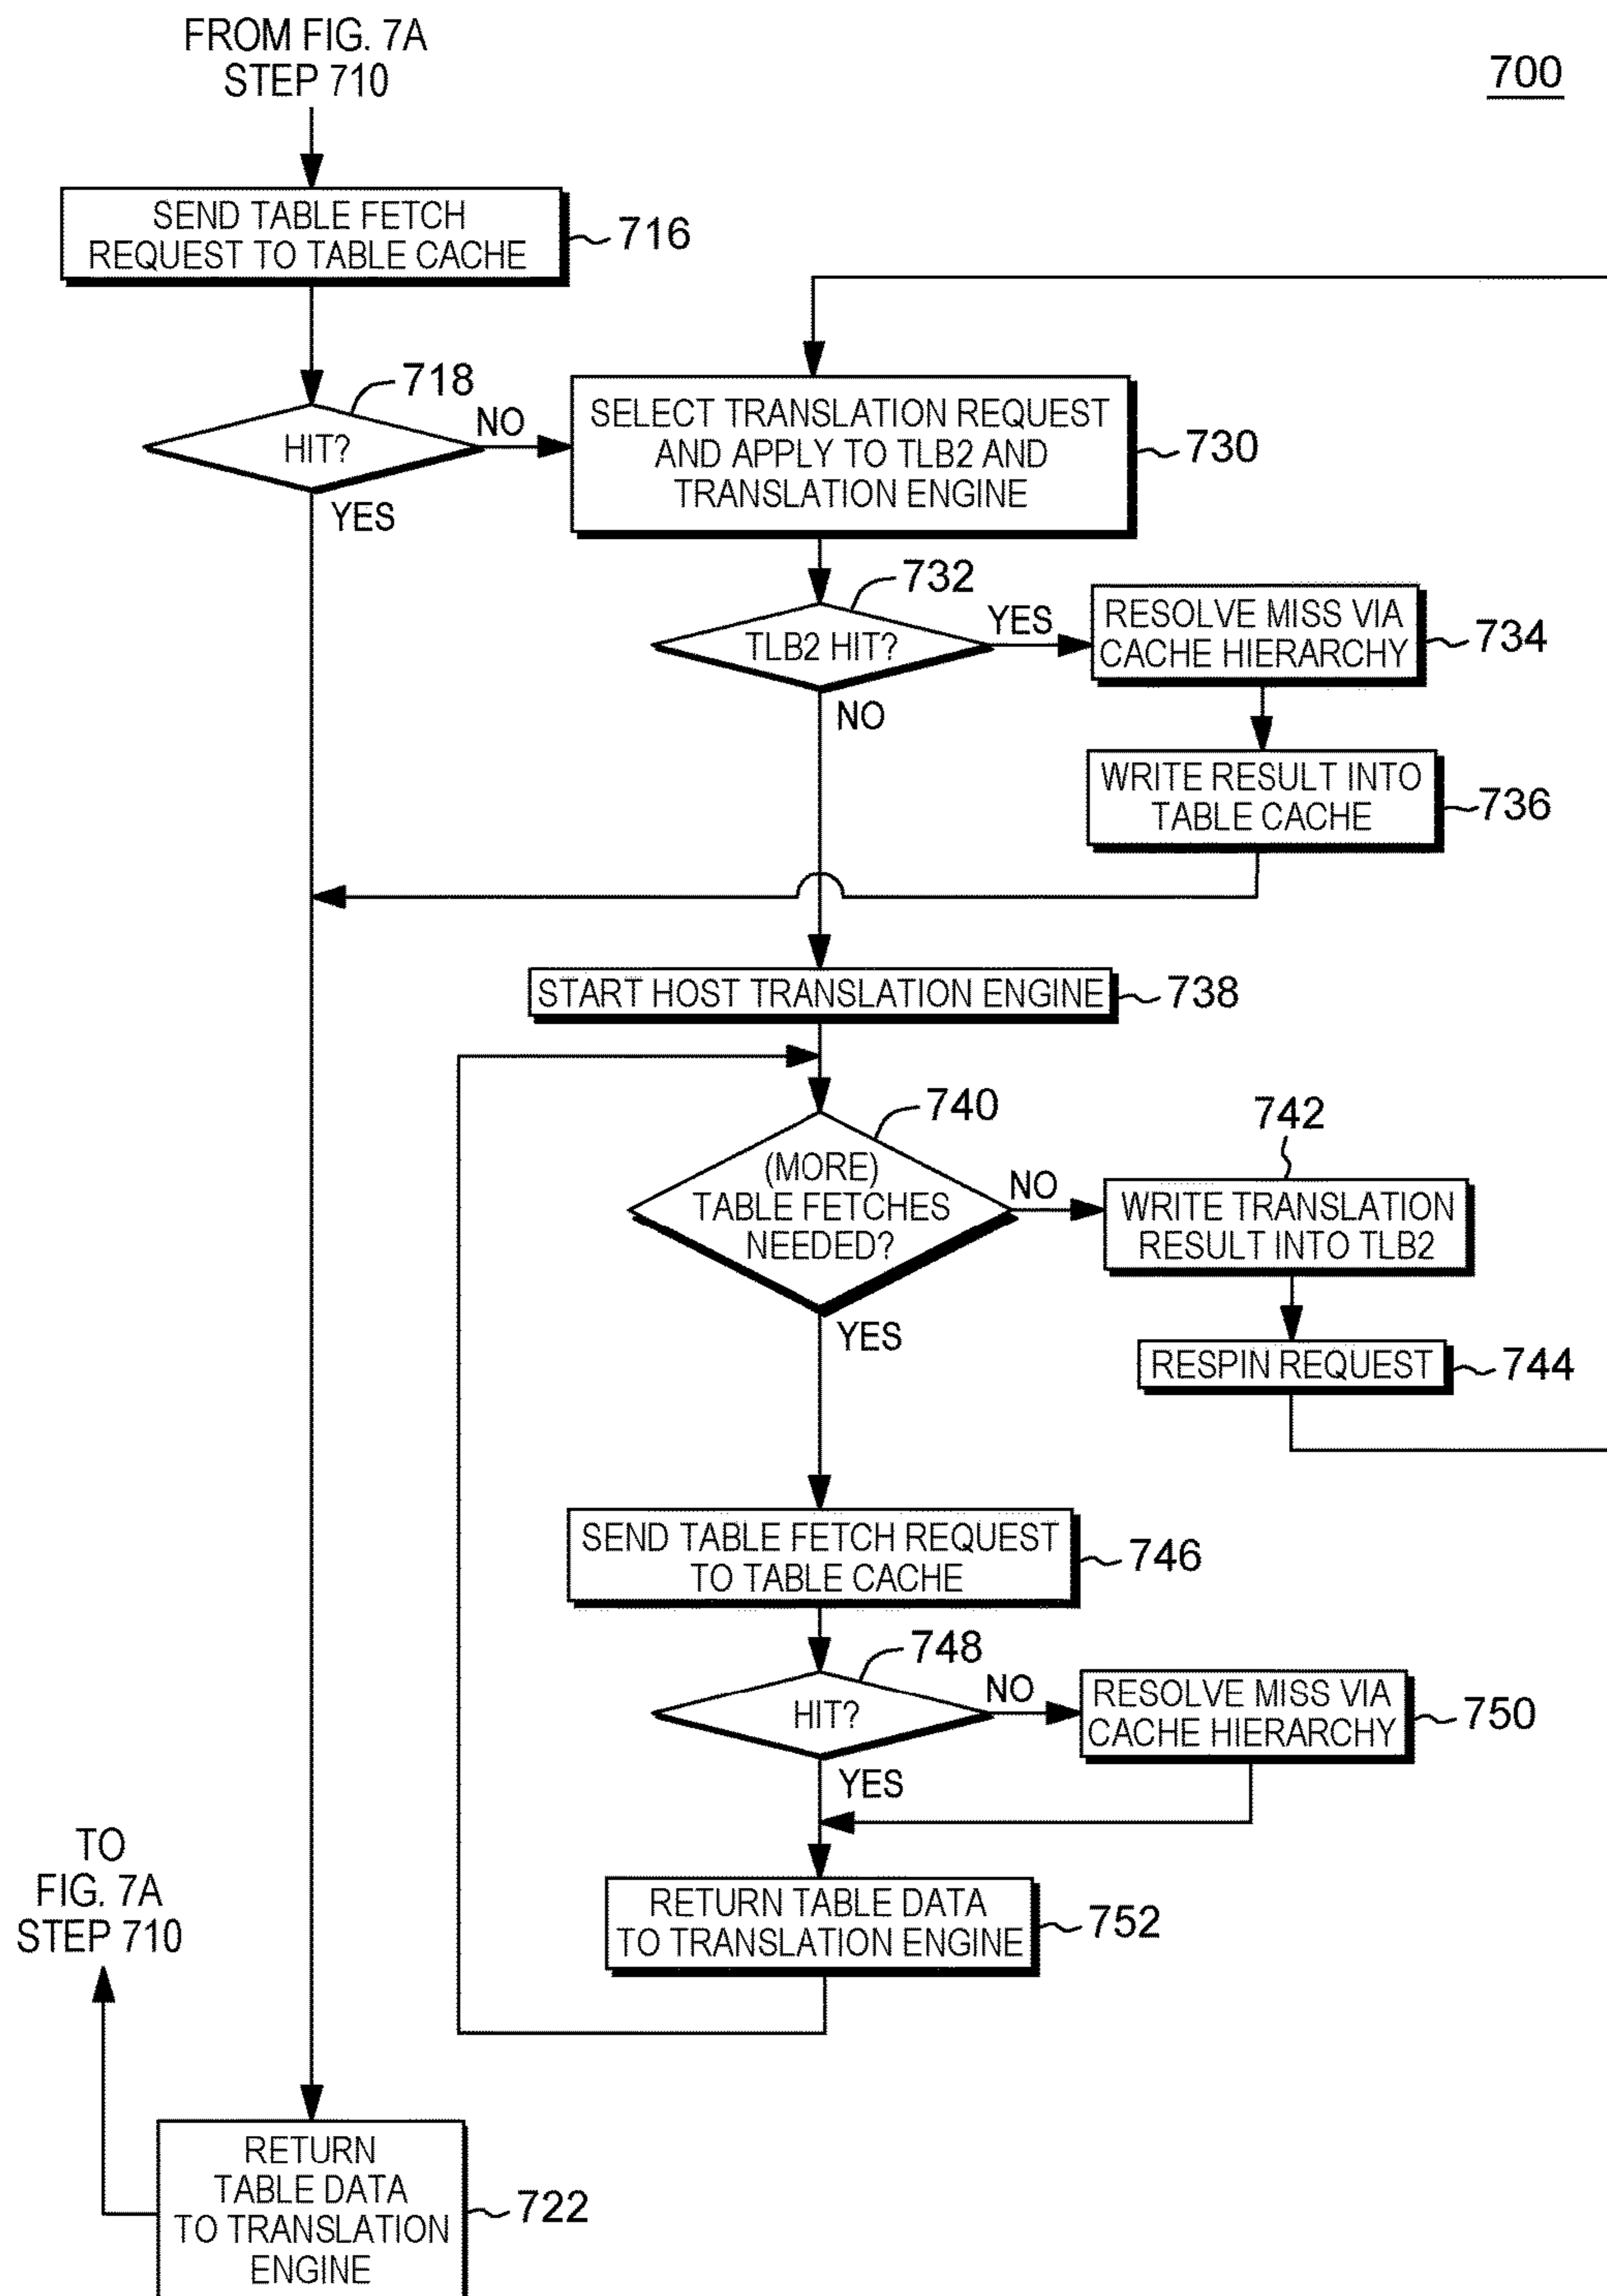 FROM FIG. 7A
STEP 710
700
SEND TABLE FETCH
REQUEST TO TABLE CACHE
716
718
HIT?
NO
YES
SELECT TRANSLATION REQUEST
AND APPLY TO TLB2 AND
TRANSLATION ENGINE
730
732
TLB2 HIT?
YES
NO
RESOLVE MISS VIA
CACHE HIERARCHY
734
WRITE RESULT INTO
TABLE CACHE
736
START HOST TRANSLATION ENGINE
738
740
(MORE)
TABLE FETCHES
NEEDED?
NO
YES
742
WRITE TRANSLATION
RESULT INTO TLB2
RESPIN REQUEST
744
SEND TABLE FETCH REQUEST
TO TABLE CACHE
746
748
HIT?
NO
YES
RESOLVE MISS VIA
CACHE HIERARCHY
750
RETURN TABLE DATA
TO TRANSLATION ENGINE
752
TO
FIG. 7A
STEP 710
RETURN
TABLE DATA
TO TRANSLATION
ENGINE
722